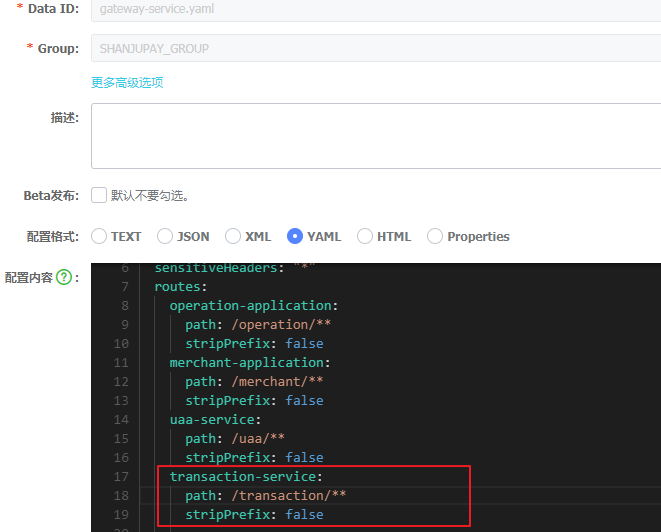 * Data ID: gateway-service.yaml
* Group: SHANJUPAY_GROUP
更多高级选项
描述:
Beta发布: 默认不要勾选。
配置格式: TEXT JSON XML YAML HTML Properties
配置内容 ? :
6 sensitiveHeaders: "*"
7 routes:
8 operation-application:
9 path: /operation/**
10 stripPrefix: false
11 merchant-application:
12 path: /merchant/**
13 stripPrefix: false
14 uaa-service:
15 path: /uaa/**
16 stripPrefix: false
17 transaction-service:
18 path: /transaction/**
19 stripPrefix: false